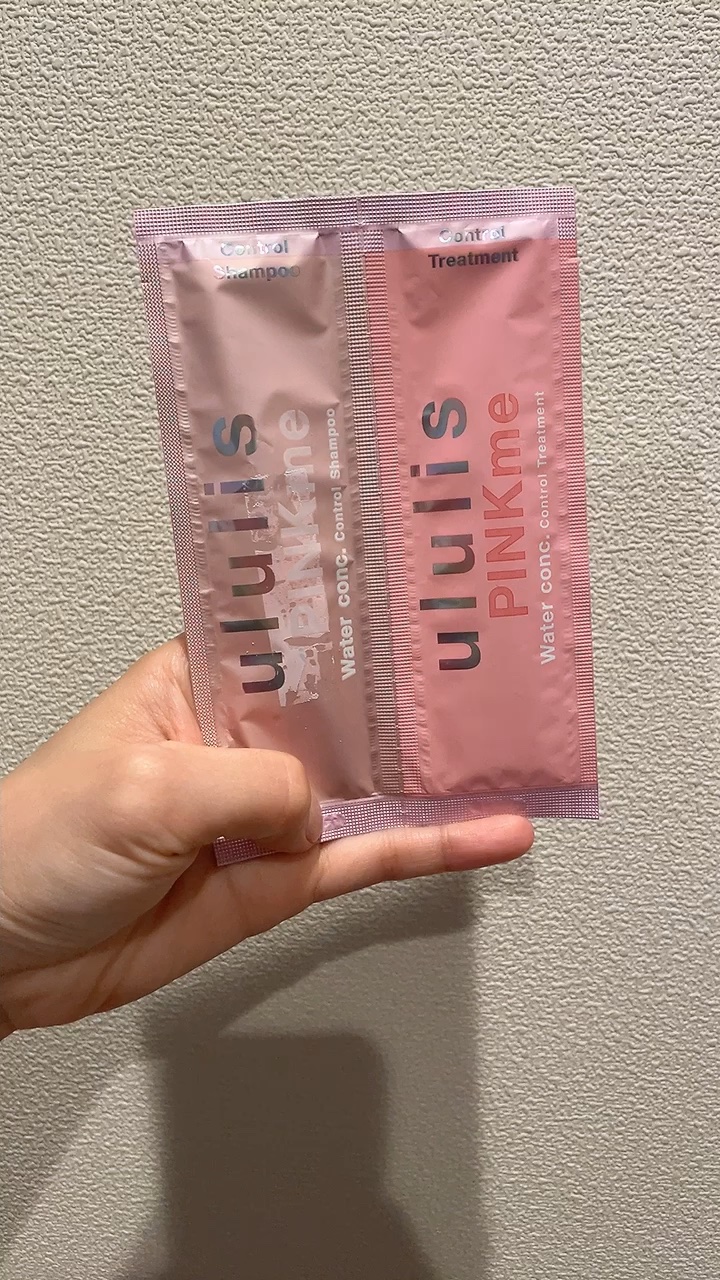 Control
Shampoo
ululis
PINKme
Water conc. Control Shampoo
Control
Treatment
ululis
PINKme
Water conc. Control Treatment